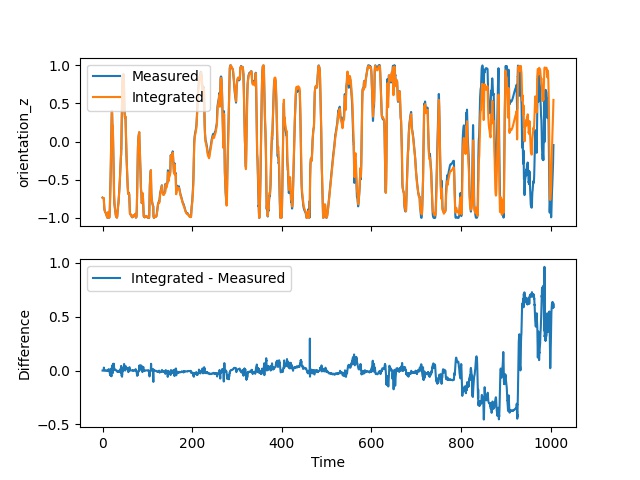 1.0
0.5
0.0
−0.5
−1.0
orientation_z
Measured
Integrated
1.0
0.5
0.0
−0.5
Difference
Integrated - Measured
0 200 400 600 800 1000
Time